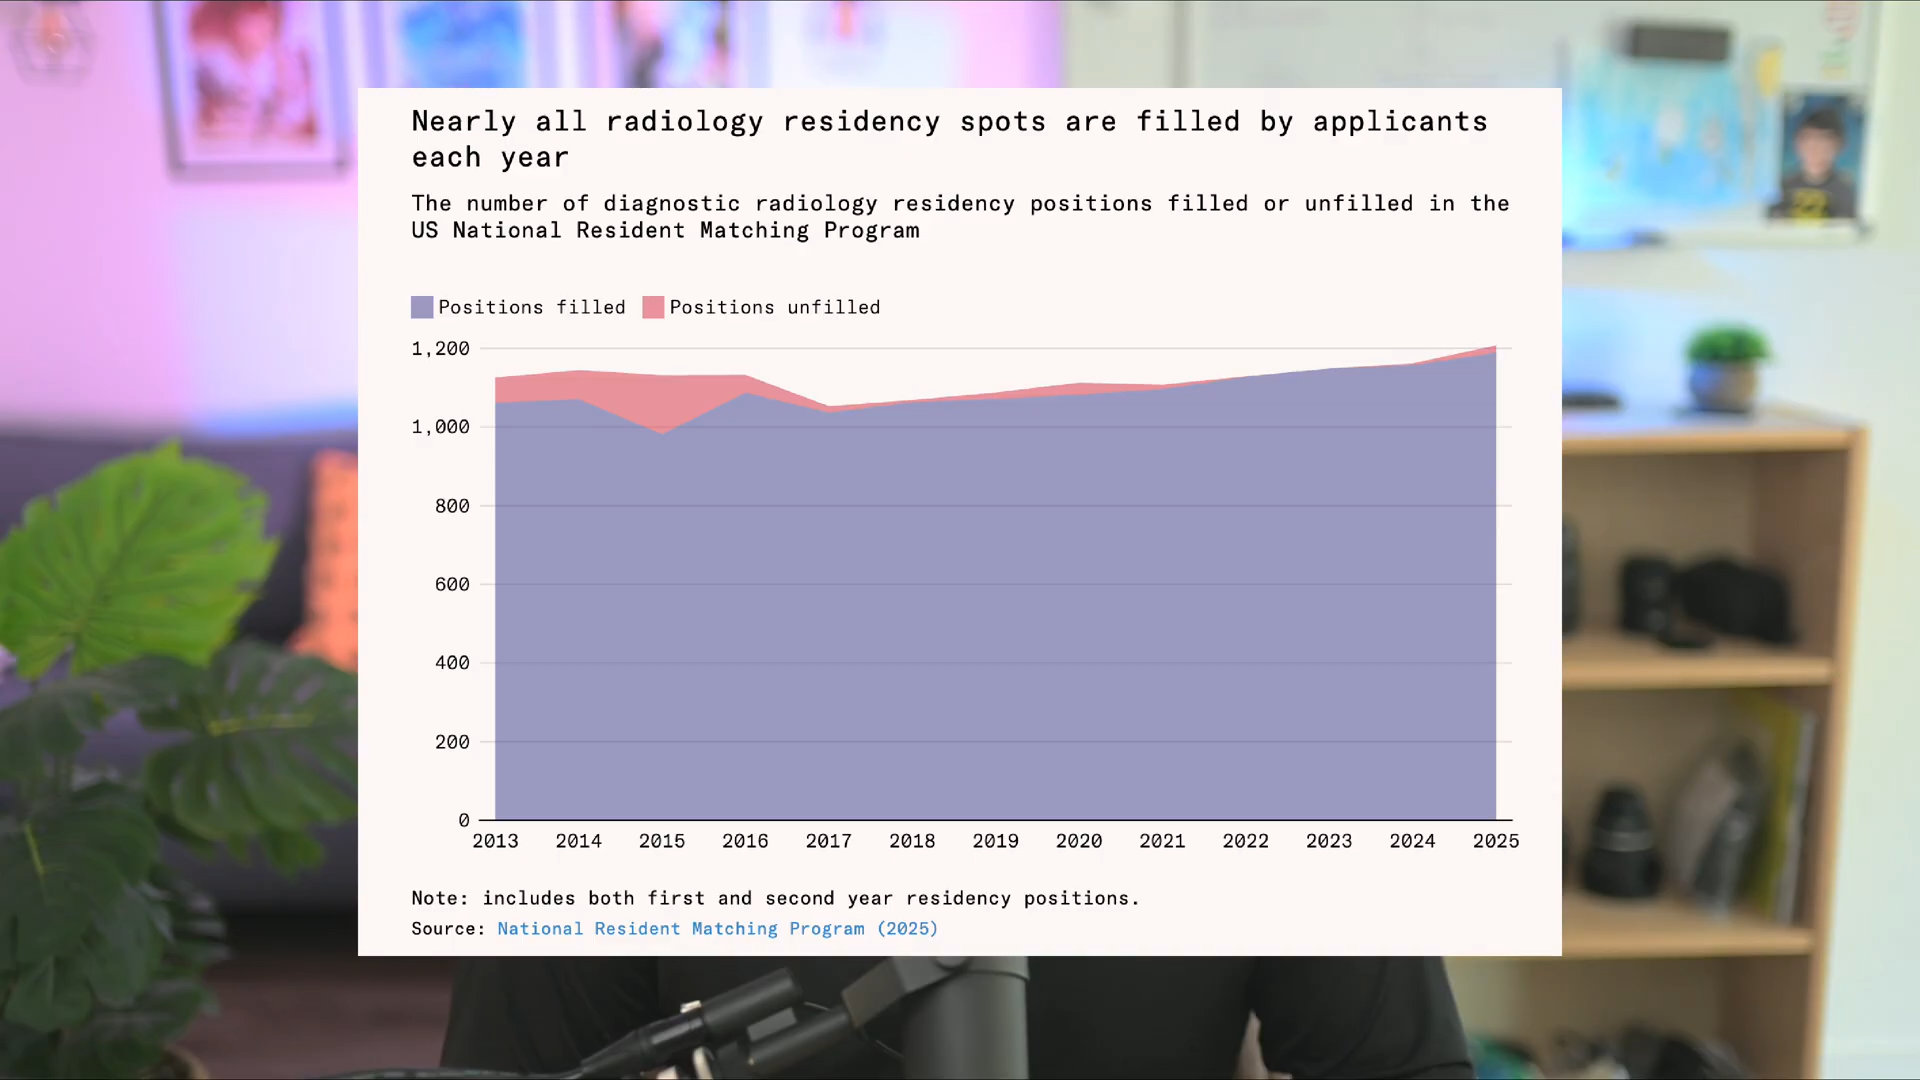 Nearly all radiology residency spots are filled by applicants
each year
The number of diagnostic radiology residency positions filled or unfilled in the
US National Resident Matching Program
Positions filled Positions unfilled
1,200
1,000
800
600
400
200
0
2013 2014 2015 2016 2017 2018 2019 2020 2021 2022 2023 2024 2025
Note: includes both first and second year residency positions.
Source: National Resident Matching Program (2025)